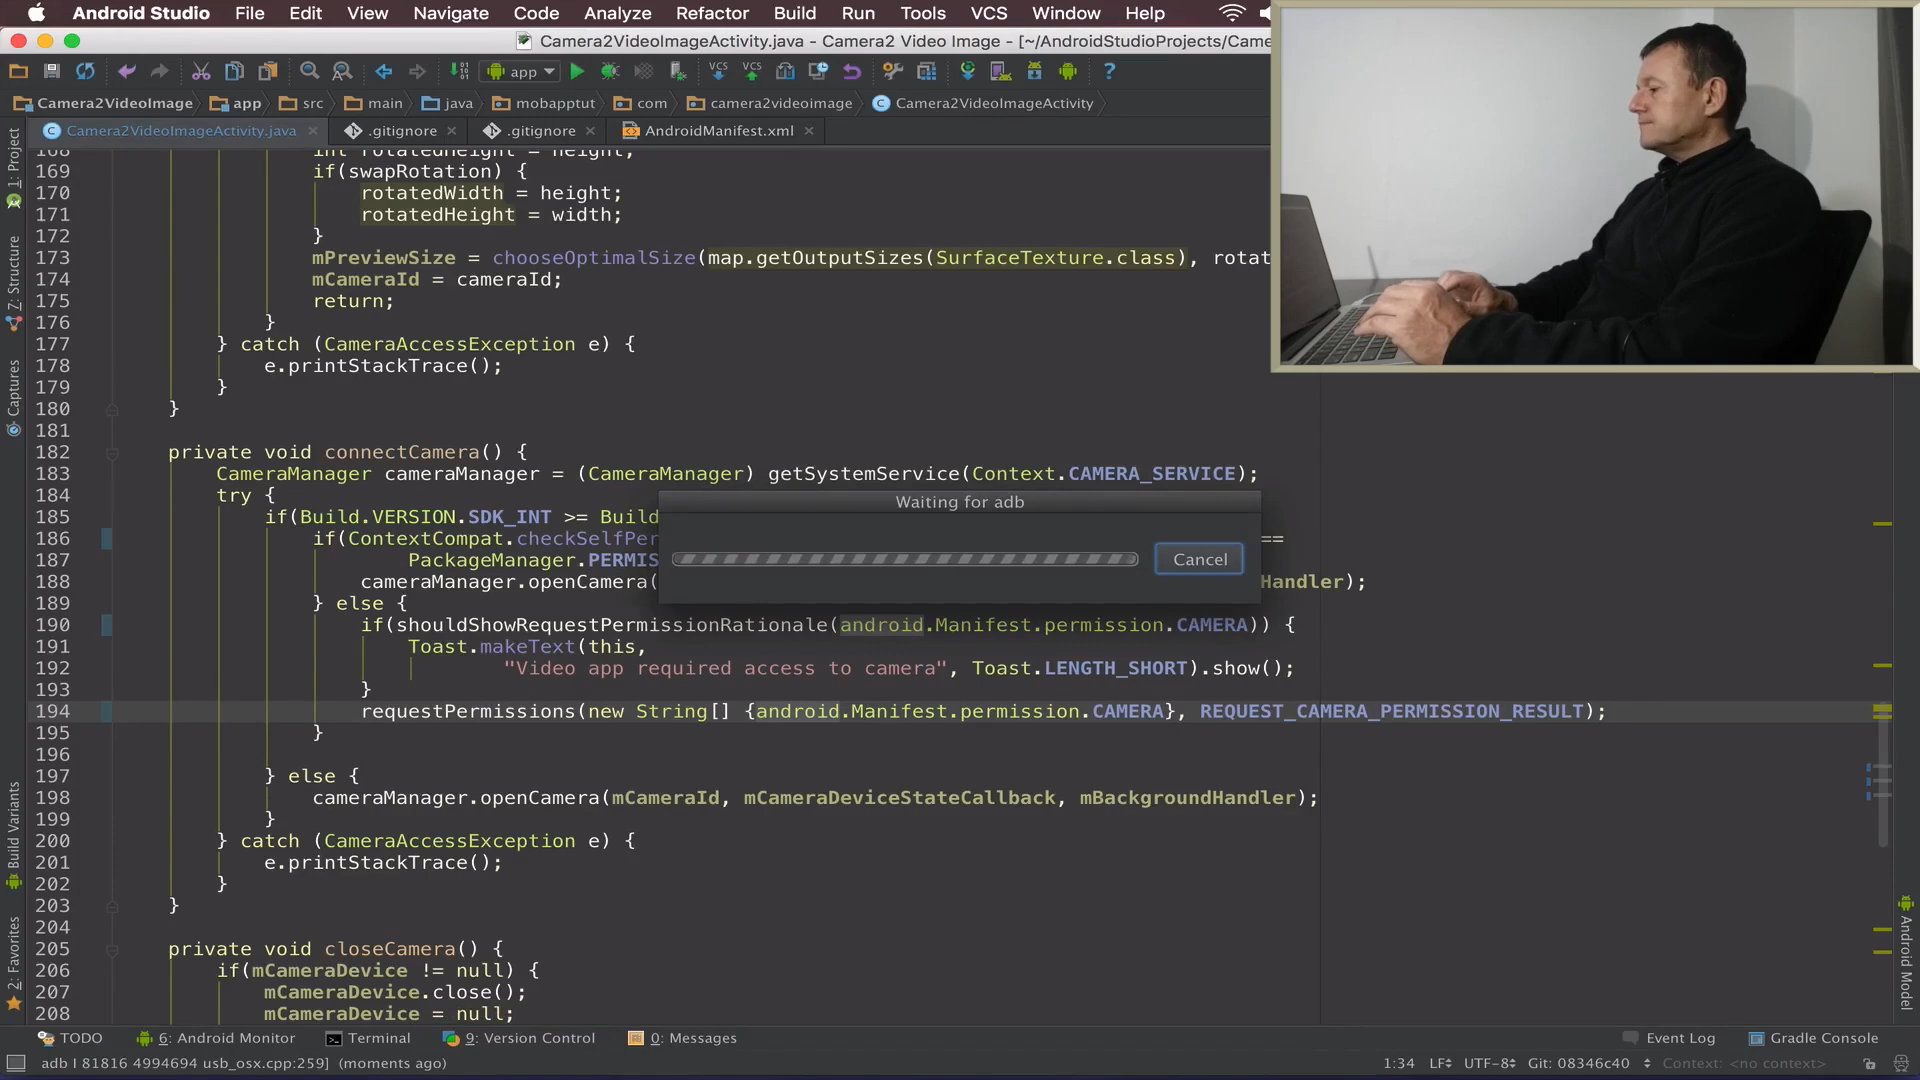 Android Studio File Edit View Navigate Code Analyze Refactor Build Run Tools VCS Window Help
Camera2VideoImageActivity.java - Camera2 Video Image - [~/AndroidStudioProjects/Came
app VCS VCS ?
Camera2VideoImage app src main java mobapptut com camera2videoimage Camera2VideoImageActivity
Camera2VideoImageActivity.java .gitignore .gitignore AndroidManifest.xml
1: Project
Z: Structure
Captures
Build Variants
2: Favorites
Android Model
168 int rotatedHeight = height;
169 if(swapRotation) {
170 rotatedWidth = height;
171 rotatedHeight = width;
172 }
173 mPreviewSize = chooseOptimalSize(map.getOutputSizes(SurfaceTexture.class), rotat
174 mCameraId = cameraId;
175 return;
176 }
177 } catch (CameraAccessException e) {
178 e.printStackTrace();
179 }
180 }
181
182 private void connectCamera() {
183 CameraManager cameraManager = (CameraManager) getSystemService(Context.CAMERA_SERVICE);
184 try {
185 if(Build.VERSION.SDK_INT >= Build
186 if(ContextCompat.checkSelfPer ==
187 PackageManager.PERMIS
188 cameraManager.openCamera( Handler);
189 } else {
190 if(shouldShowRequestPermissionRationale(android.Manifest.permission.CAMERA)) {
191 Toast.makeText(this,
192 "Video app required access to camera", Toast.LENGTH_SHORT).show();
193 }
194 requestPermissions(new String[] {android.Manifest.permission.CAMERA}, REQUEST_CAMERA_PERMISSION_RESULT);
195 }
196
197 } else {
198 cameraManager.openCamera(mCameraId, mCameraDeviceStateCallback, mBackgroundHandler);
199 }
200 } catch (CameraAccessException e) {
201 e.printStackTrace();
202 }
203 }
204
205 private void closeCamera() {
206 if(mCameraDevice != null) {
207 mCameraDevice.close();
208 mCameraDevice = null;
Waiting for adb
Cancel
TODO 6: Android Monitor Terminal 9: Version Control 0: Messages Event Log Gradle Console
adb I 81816 4994694 usb_osx.cpp:259] (moments ago) 1:34 LF UTF-8 Git: 08346c40 Context: <no context>